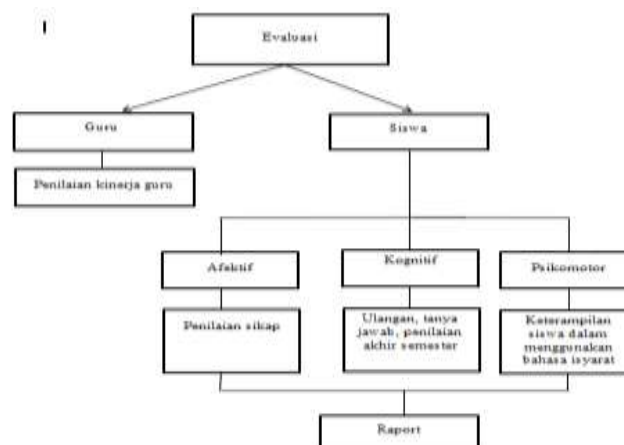 I
Evaluasi
Guru
Siswa
Penilaian kinerja guru
Afektif
Kognitif
Psikomotor
Penilaian sikap
Ulangan, tanya
jawab, penilaian
akhir semester
Keterampilan
siswa dalam
menggunakan
bahasa isyarat
Raport